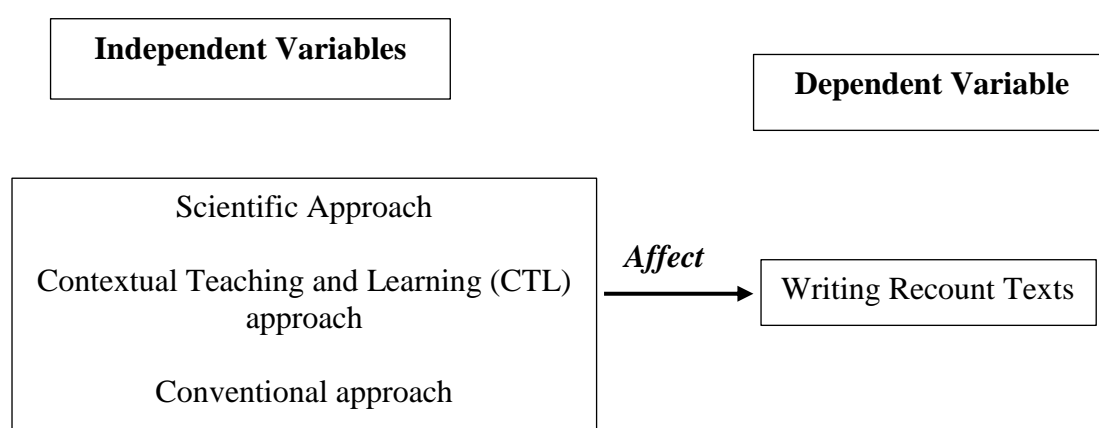 Independent Variables
Dependent Variable
Scientific Approach
Contextual Teaching and Learning (CTL)
approach
Conventional approach
Affect
Writing Recount Texts